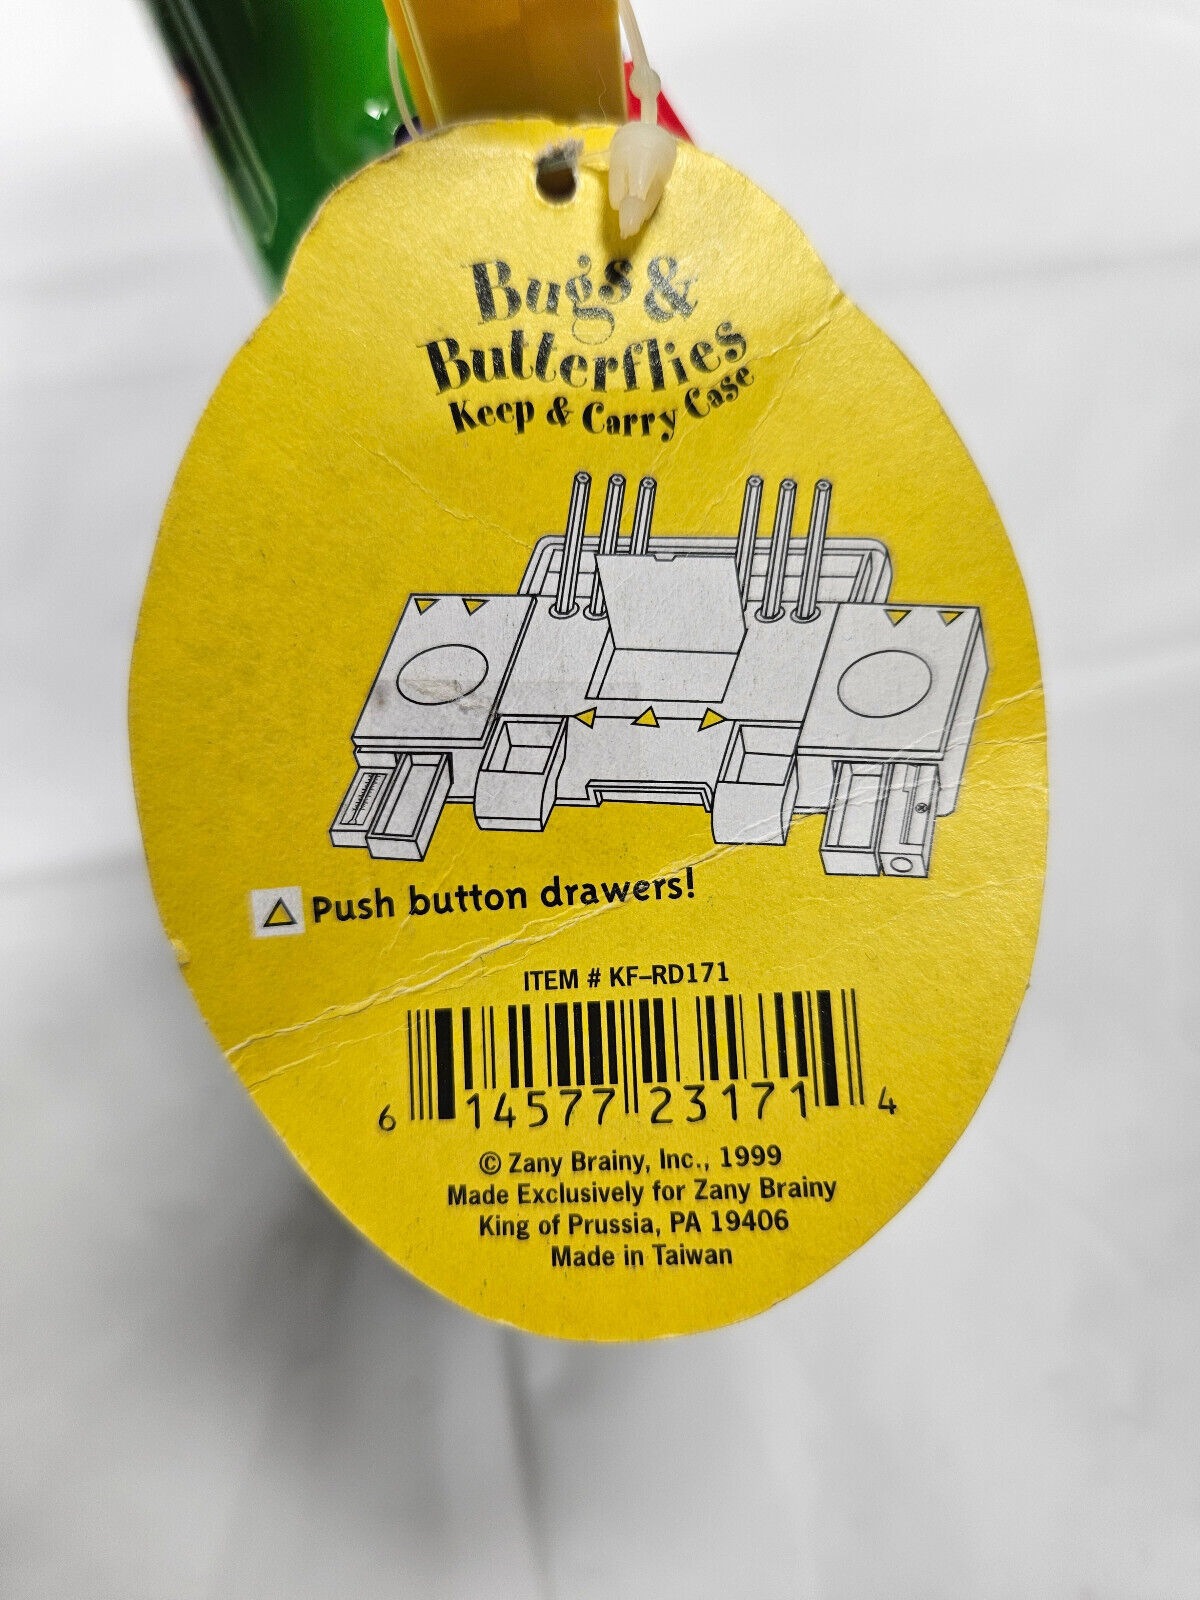 Bugs &
Butterflies
Keep & Carry Case
Push button drawers!
ITEM # KF-RD171
6 14577 23171 4
© Zany Brainy, Inc., 1999
Made Exclusively for Zany Brainy
King of Prussia, PA 19406
Made in Taiwan